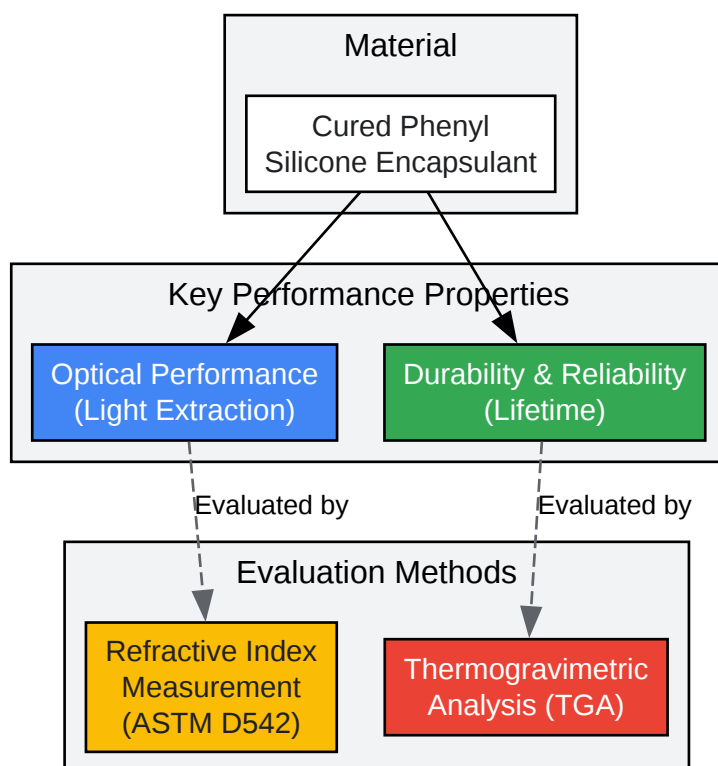 Material
Cured Phenyl
Silicone Encapsulant
Key Performance Properties
Optical Performance
(Light Extraction)
Durability & Reliability
(Lifetime)
Evaluated by
Evaluated by
Evaluation Methods
Refractive Index
Measurement
(ASTM D542)
Thermogravimetric
Analysis (TGA)